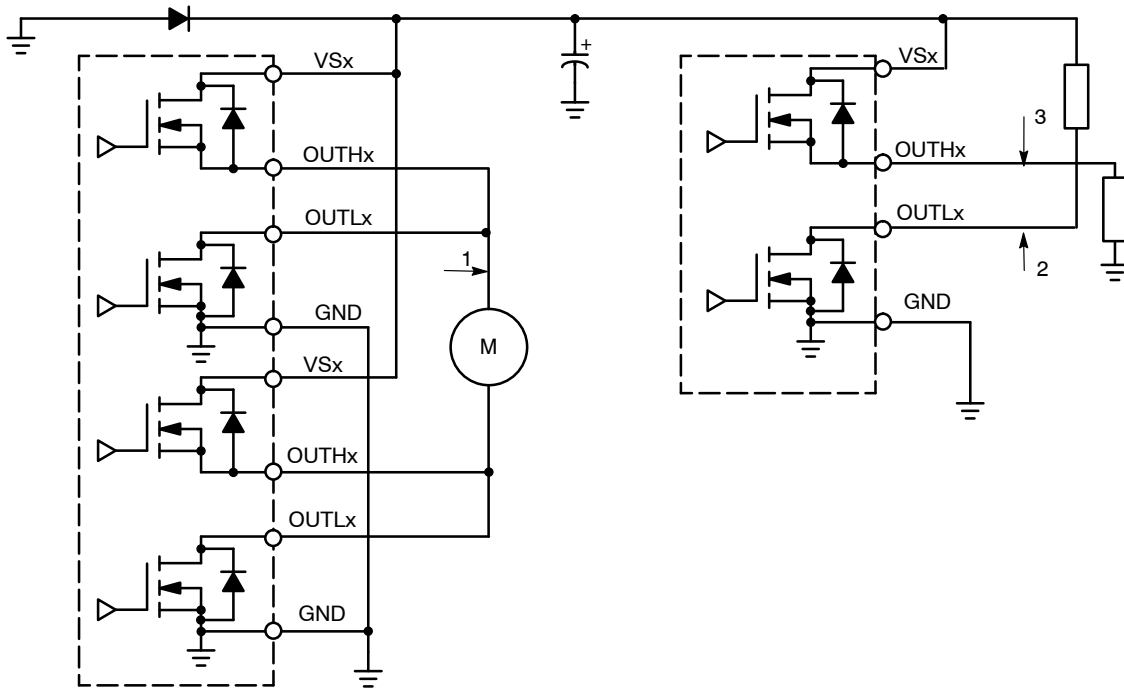 +
VSx
OUTHx
OUTLx
1
GND
M
VSx
OUTHx
OUTLx
GND
VSx
3
OUTHx
OUTLx
2
GND